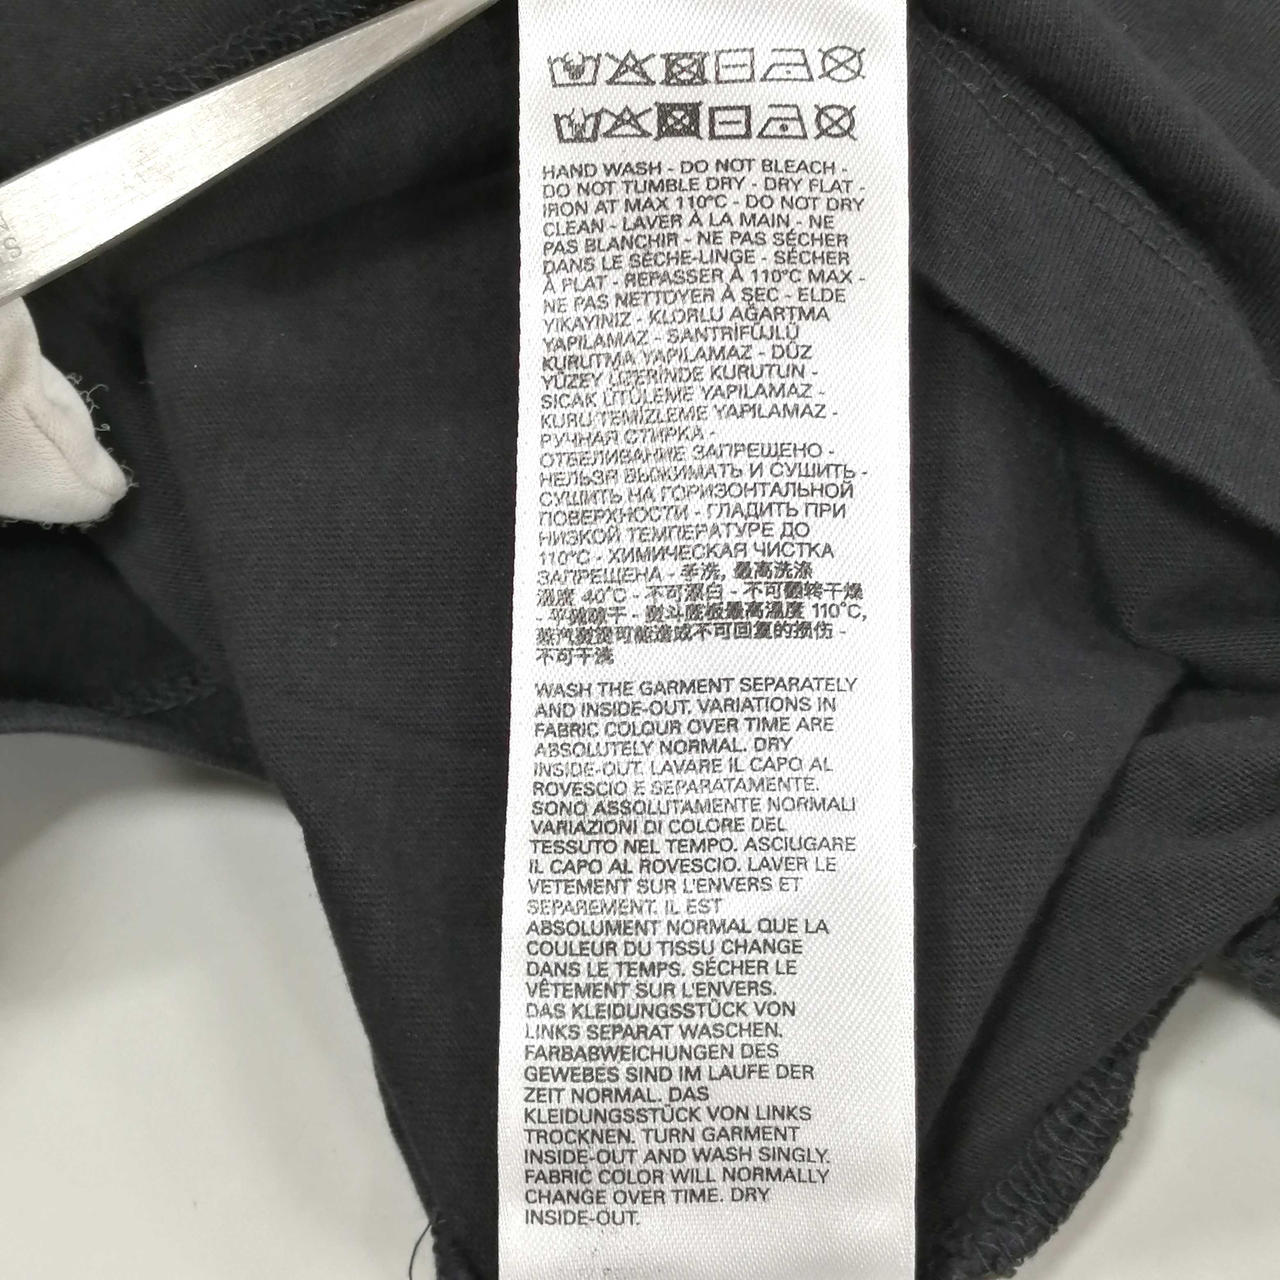 HAND WASH - DO NOT BLEACH -
DO NOT TUMBLE DRY - DRY FLAT -
IRON AT MAX 110°C - DO NOT DRY
CLEAN - LAVER À LA MAIN - NE
PAS BLANCHIR - NE PAS SÉCHER
DANS LE SÈCHE-LINGE - SÉCHER
À PLAT - REPASSER À 110°C MAX -
NE PAS NETTOYER À SEC - ELDE
YIKAYINIZ - KLORLU AĞARTMA
YAPILAMAZ - SANTRİFÜJLÜ
KURUTMA YAPILAMAZ - DÜZ
YÜZEY ÜZERİNDE KURUTUN -
SICAK ÜTÜLEME YAPILAMAZ -
KURU TEMİZLEME YAPILAMAZ -
РУЧНАЯ СТИРКА -
ОТБЕЛИВАНИЕ ЗАПРЕЩЕНО -
НЕЛЬЗЯ ВЫЖИМАТЬ И СУШИТЬ -
СУШИТЬ НА ГОРИЗОНТАЛЬНОЙ
ПОВЕРХНОСТИ - ГЛАДИТЬ ПРИ
НИЗКОЙ ТЕМПЕРАТУРЕ ДО
110°C - ХИМИЧЕСКАЯ ЧИСТКА
ЗАПРЕЩЕНА - 手洗, 最高洗涤
温度 40°C - 不可漂白 - 不可翻转干燥
- 平摊晾干 - 熨斗底板最高温度 110°C,
蒸汽熨烫可能造成不可回复的损伤 -
不可干洗
WASH THE GARMENT SEPARATELY
AND INSIDE-OUT. VARIATIONS IN
FABRIC COLOUR OVER TIME ARE
ABSOLUTELY NORMAL. DRY
INSIDE-OUT. LAVARE IL CAPO AL
ROVESCIO E SEPARATAMENTE.
SONO ASSOLUTAMENTE NORMALI
VARIAZIONI DI COLORE DEL
TESSUTO NEL TEMPO. ASCIUGARE
IL CAPO AL ROVESCIO. LAVER LE
VETEMENT SUR L'ENVERS ET
SEPAREMENT. IL EST
ABSOLUMENT NORMAL QUE LA
COULEUR DU TISSU CHANGE
DANS LE TEMPS. SÉCHER LE
VÊTEMENT SUR L'ENVERS.
DAS KLEIDUNGSSTÜCK VON
LINKS SEPARAT WASCHEN.
FARBABWEICHUNGEN DES
GEWEBES SIND IM LAUFE DER
ZEIT NORMAL. DAS
KLEIDUNGSSTÜCK VON LINKS
TROCKNEN. TURN GARMENT
INSIDE-OUT AND WASH SINGLY.
FABRIC COLOR WILL NORMALLY
CHANGE OVER TIME. DRY
INSIDE-OUT.